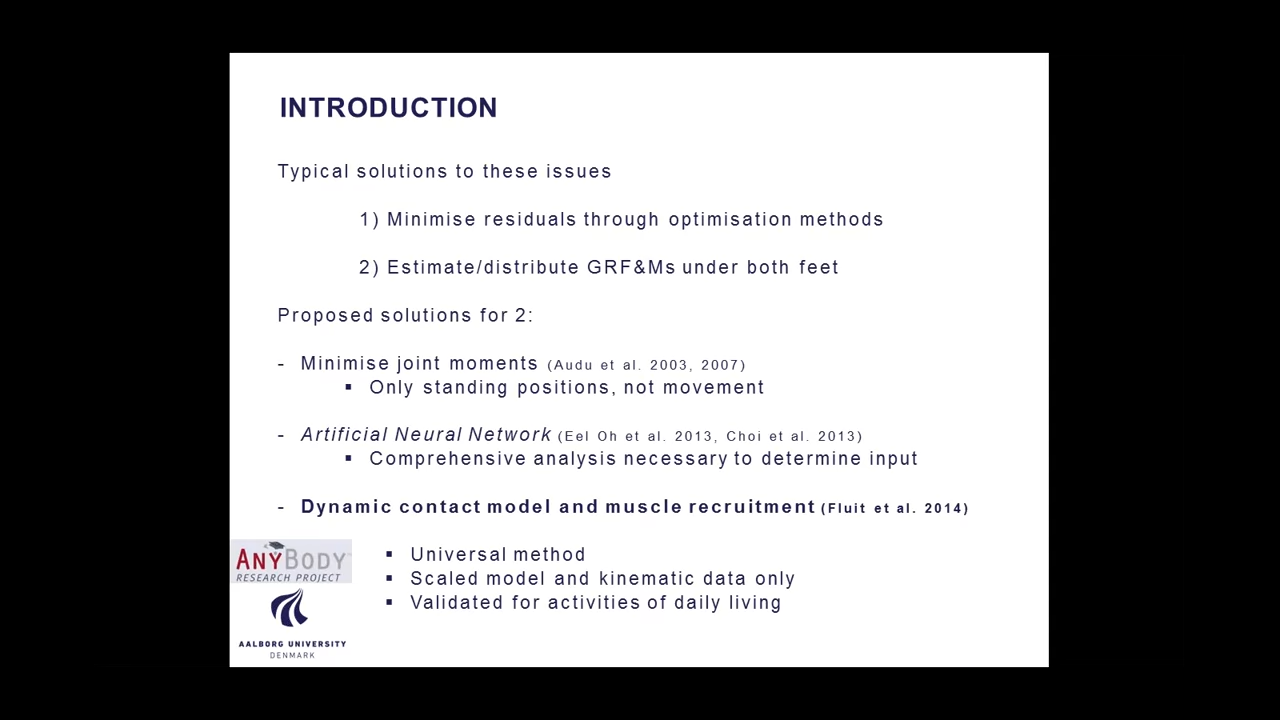 INTRODUCTION
Typical solutions to these issues
1) Minimise residuals through optimisation methods
2) Estimate/distribute GRF&Ms under both feet
Proposed solutions for 2:
- Minimise joint moments (Audu et al. 2003, 2007)
▪ Only standing positions, not movement
- Artificial Neural Network (Eel Oh et al. 2013, Choi et al. 2013)
▪ Comprehensive analysis necessary to determine input
- Dynamic contact model and muscle recruitment (Fluit et al. 2014)
▪ Universal method
▪ Scaled model and kinematic data only
▪ Validated for activities of daily living
ANYBODY
RESEARCH PROJECT
AALBORG UNIVERSITY
DENMARK